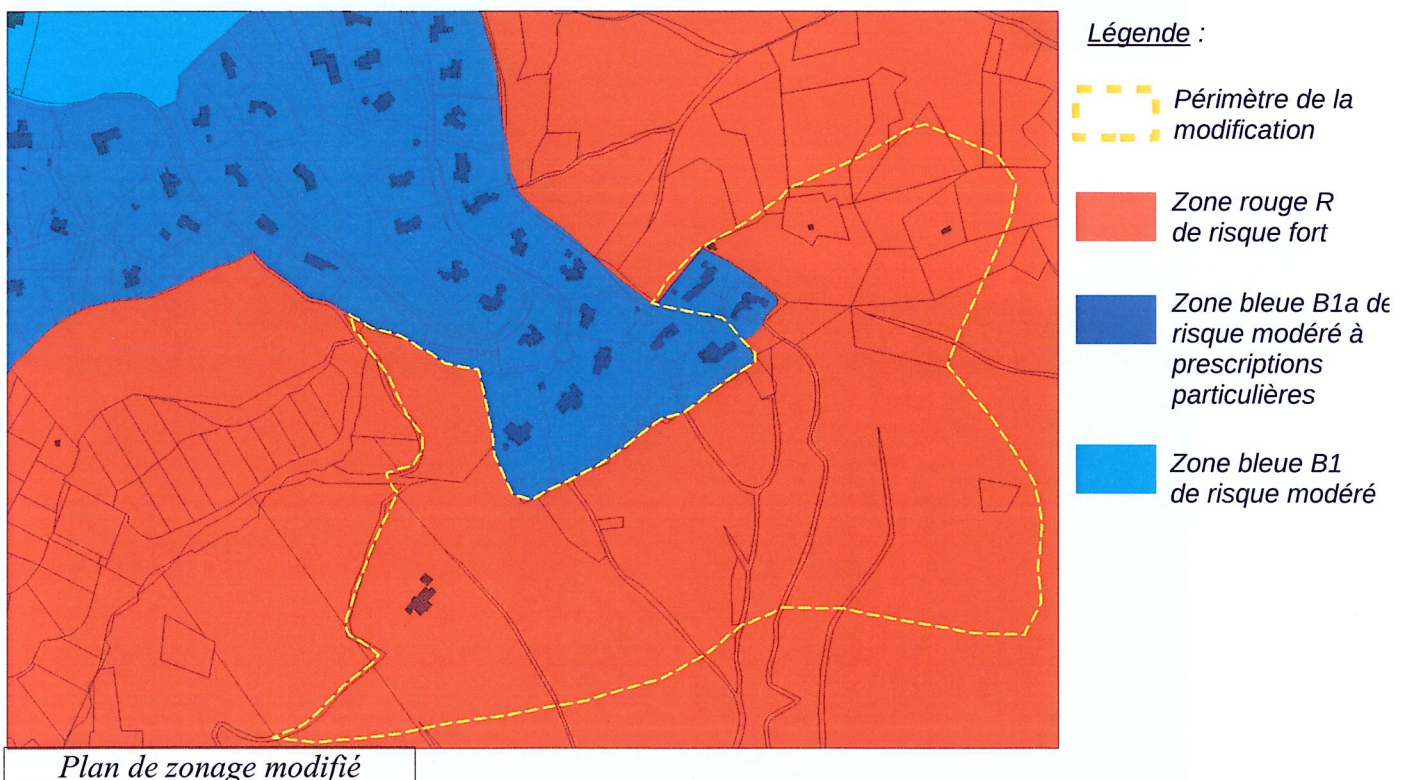 Légende :
Périmètre de la
modification
Zone rouge R
de risque fort
Zone bleue B1a de
risque modéré à
prescriptions
particulières
Zone bleue B1
de risque modéré
Plan de zonage modifié